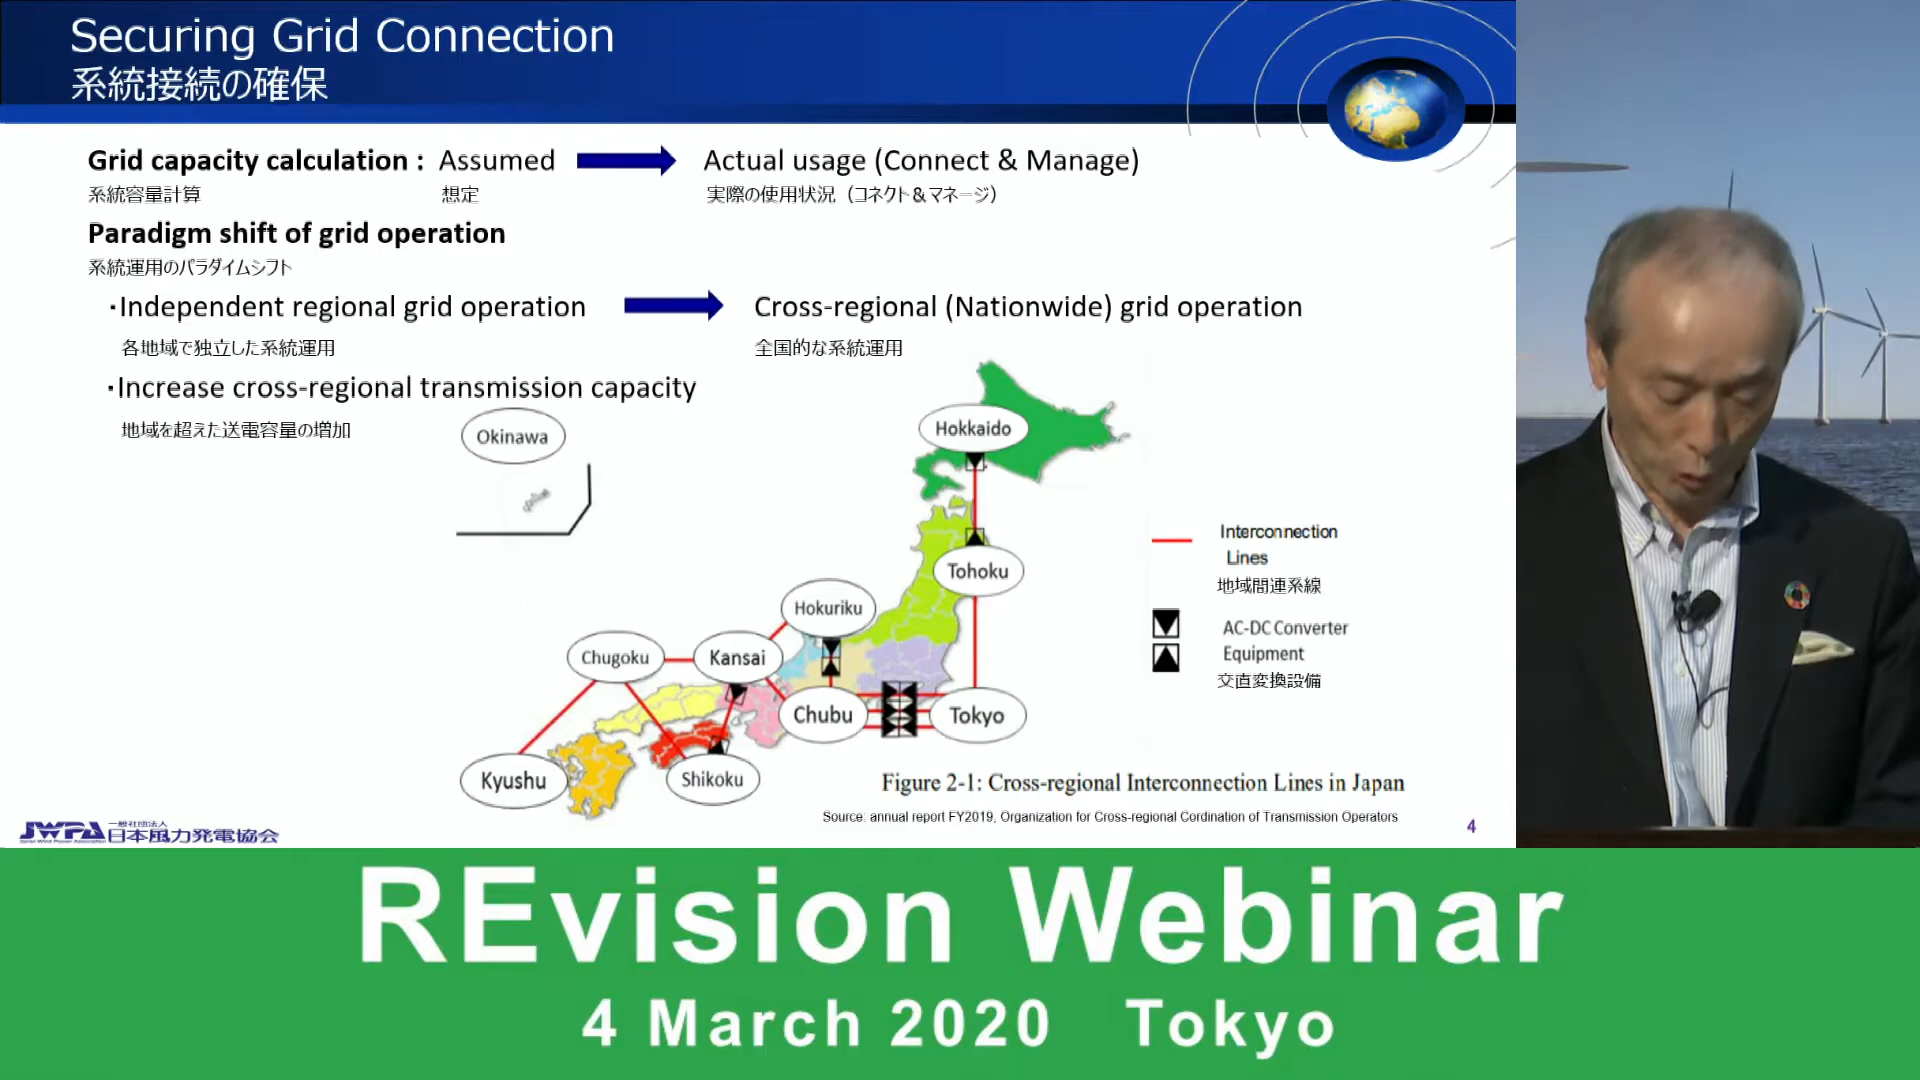 Securing Grid Connection
系統接続の確保
Grid capacity calculation : Assumed Actual usage (Connect & Manage)
系統容量計算 想定 実際の使用状況（コネクト＆マネージ）
Paradigm shift of grid operation
系統運用のパラダイムシフト
・Independent regional grid operation Cross-regional (Nationwide) grid operation
各地域で独立した系統運用 全国的な系統運用
・Increase cross-regional transmission capacity
地域を超えた送電容量の増加
Okinawa
Hokkaido
Tohoku
Hokuriku
Chugoku
Kansai
Chubu
Tokyo
Kyushu
Shikoku
Interconnection
Lines
地域間連系線
AC-DC Converter
Equipment
交直変換設備
Figure 2-1: Cross-regional Interconnection Lines in Japan
Source: annual report FY2019, Organization for Cross-regional Cordination of Transmission Operators
JWPA 一般社団法人
Japan Wind Power Association 日本風力発電協会
4
REvision Webinar
4 March 2020 Tokyo